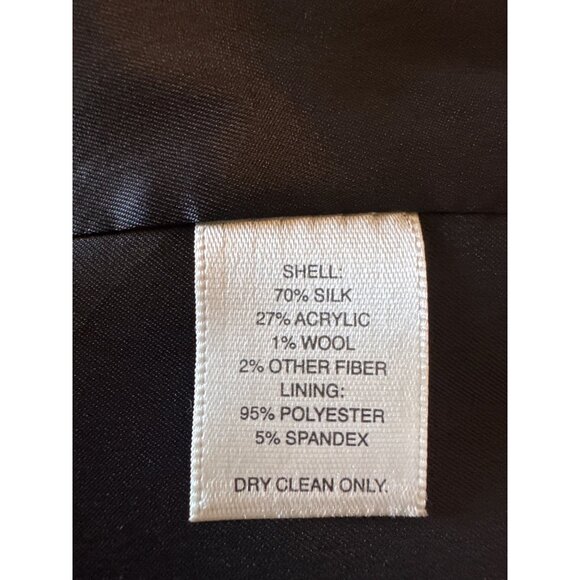 SHELL:
70% SILK
27% ACRYLIC
1% WOOL
2% OTHER FIBER
LINING:
95% POLYESTER
5% SPANDEX
DRY CLEAN ONLY.